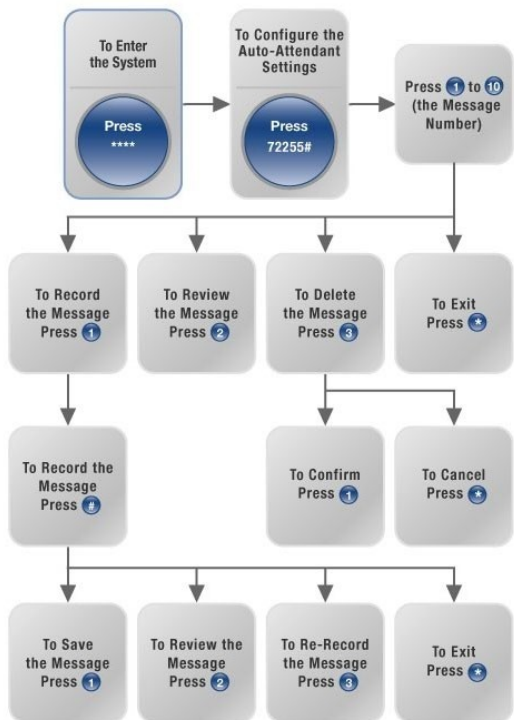 To Enter
the System
Press
****
To Configure the
Auto-Attendant
Settings
Press
72255#
Press 1 to 10
(the Message
Number)
To Record
the Message
Press 1
To Review
the Message
Press 2
To Delete
the Message
Press 3
To Exit
Press *
To Record the
Message
Press #
To Confirm
Press 1
To Cancel
Press *
To Save
the Message
Press 1
To Review the
Message
Press 2
To Re-Record
the Message
Press 3
To Exit
Press *